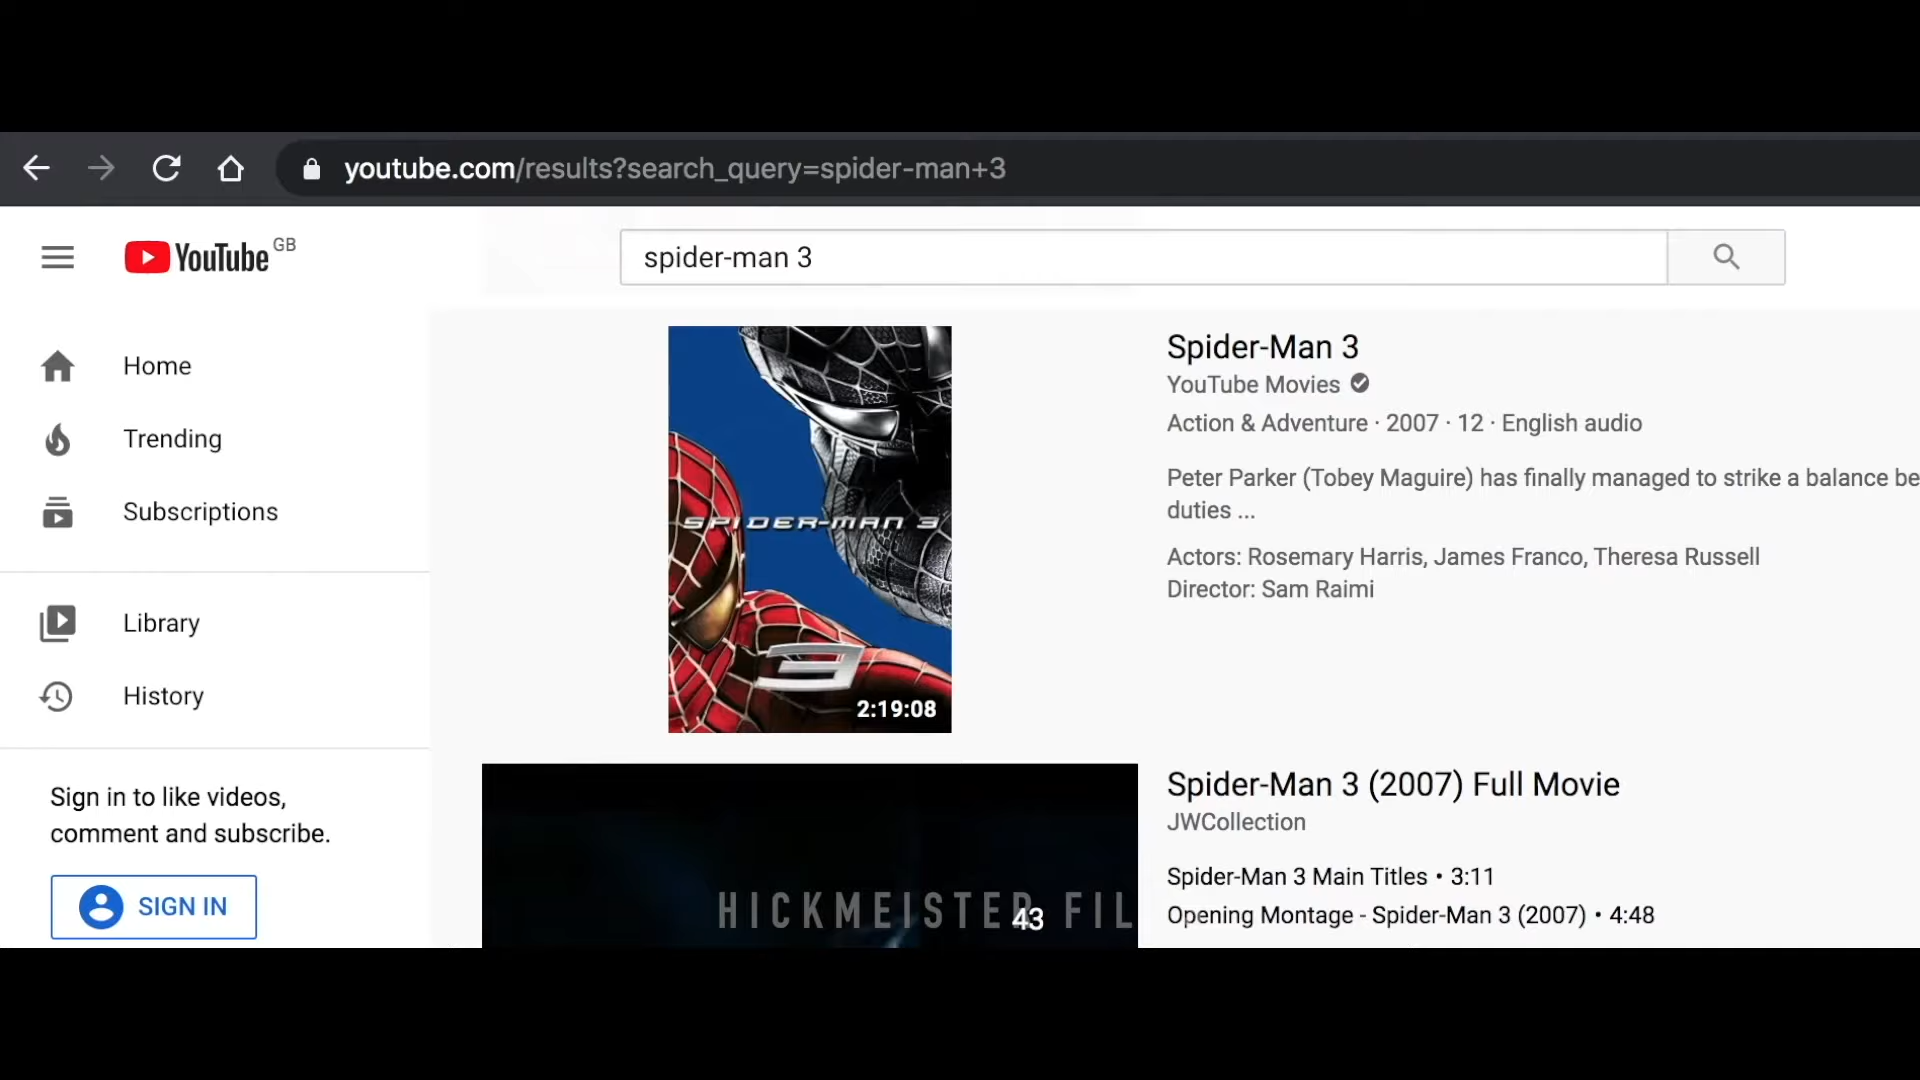 youtube.com/results?search_query=spider-man+3
YouTube GB
spider-man 3
Home
Trending
Subscriptions
Library
History
Sign in to like videos,
comment and subscribe.
SIGN IN
SPIDER-MAN 3
3
2:19:08
Spider-Man 3
YouTube Movies
Action & Adventure · 2007 · 12 · English audio
Peter Parker (Tobey Maguire) has finally managed to strike a balance be
duties ...
Actors: Rosemary Harris, James Franco, Theresa Russell
Director: Sam Raimi
HICKMEISTER FIL
43
Spider-Man 3 (2007) Full Movie
JWCollection
Spider-Man 3 Main Titles • 3:11
Opening Montage - Spider-Man 3 (2007) • 4:48